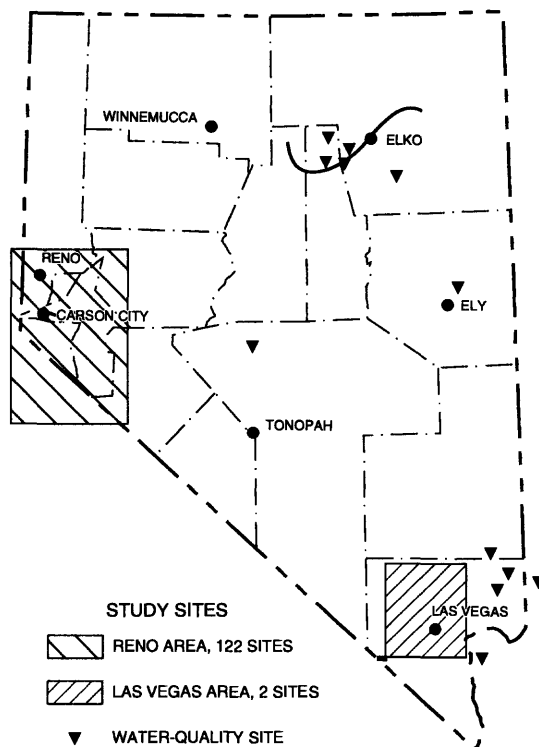 WINNEMUCCA
ELKO
RENO
CARSON CITY
ELY
TONOPAH
LAS VEGAS
STUDY SITES
RENO AREA, 122 SITES
LAS VEGAS AREA, 2 SITES
WATER-QUALITY SITE